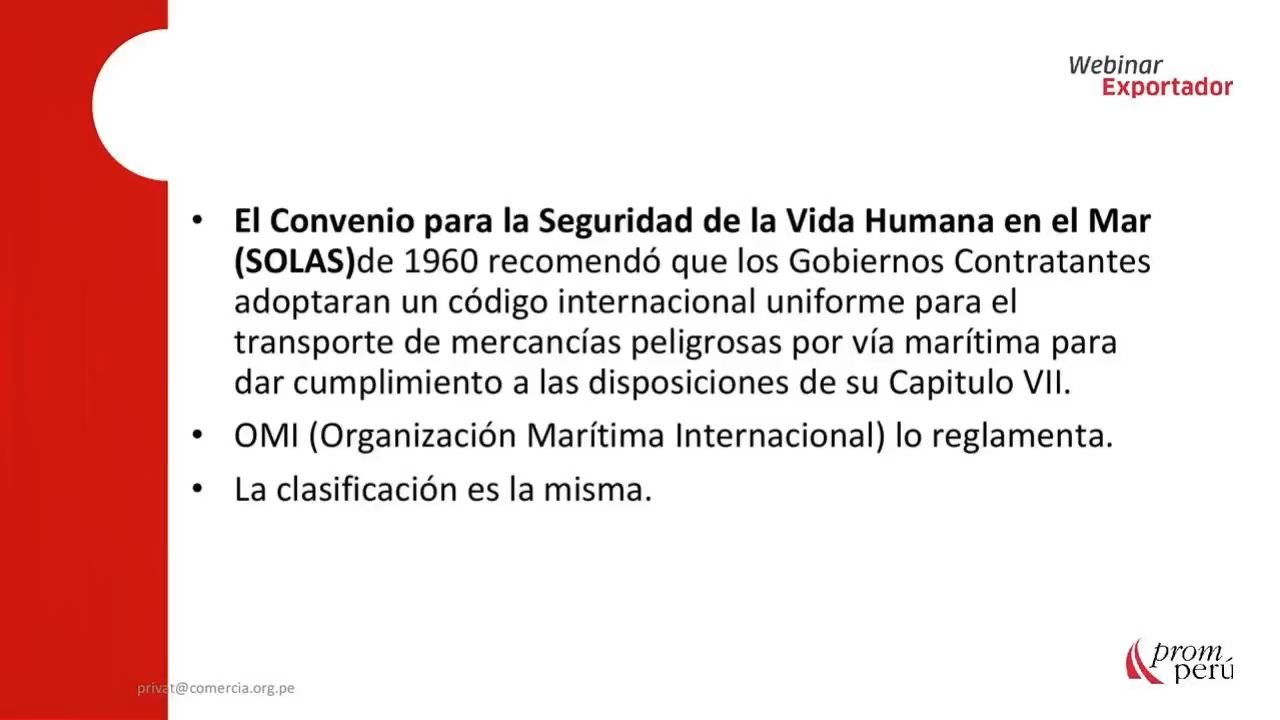 Webinar
Exportador
• El Convenio para la Seguridad de la Vida Humana en el Mar
(SOLAS)de 1960 recomendó que los Gobiernos Contratantes
adoptaran un código internacional uniforme para el
transporte de mercancías peligrosas por vía marítima para
dar cumplimiento a las disposiciones de su Capitulo VII.
• OMI (Organización Marítima Internacional) lo reglamenta.
• La clasificación es la misma.
prom
perú
privat@comercia.org.pe